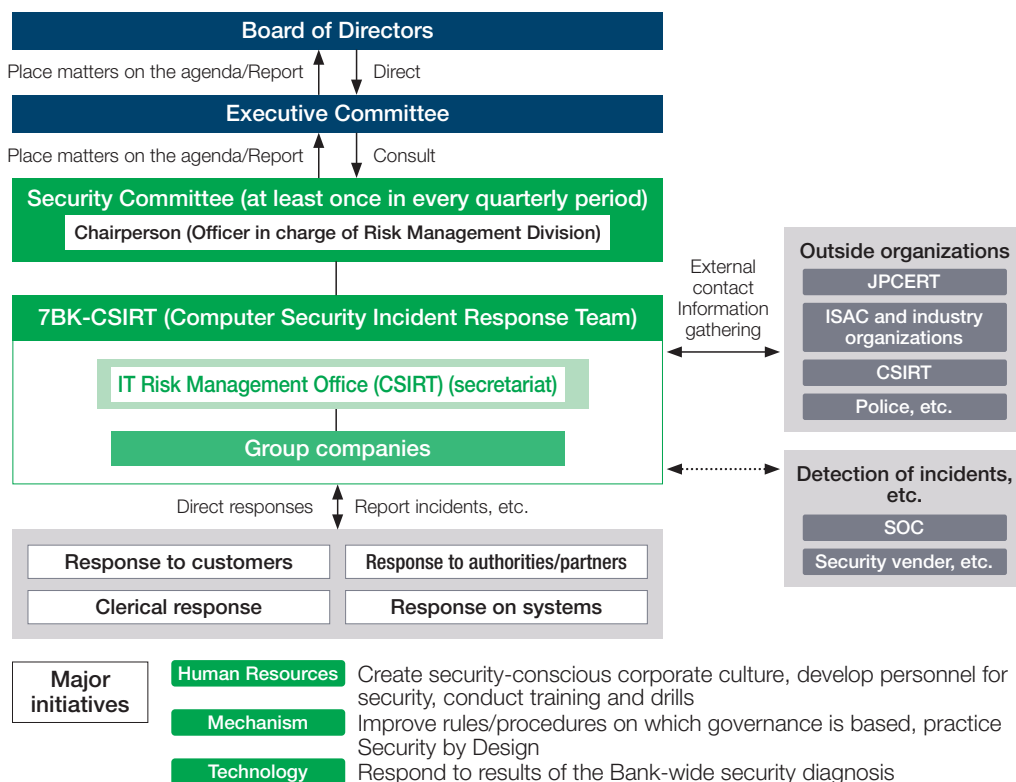 Board of Directors
Place matters on the agenda/Report
Direct
Executive Committee
Place matters on the agenda/Report
Consult
Security Committee (at least once in every quarterly period)
Chairperson (Officer in charge of Risk Management Division)
7BK-CSIRT (Computer Security Incident Response Team)
IT Risk Management Office (CSIRT) (secretariat)
Group companies
External
contact
Information
gathering
Outside organizations
JPCERT
ISAC and industry
organizations
CSIRT
Police, etc.
Detection of incidents,
etc.
SOC
Security vender, etc.
Direct responses
Report incidents, etc.
Response to customers
Response to authorities/partners
Clerical response
Response on systems
Major
initiatives
Human Resources
Create security-conscious corporate culture, develop personnel for
security, conduct training and drills
Mechanism
Improve rules/procedures on which governance is based, practice
Security by Design
Technology
Respond to results of the Bank-wide security diagnosis